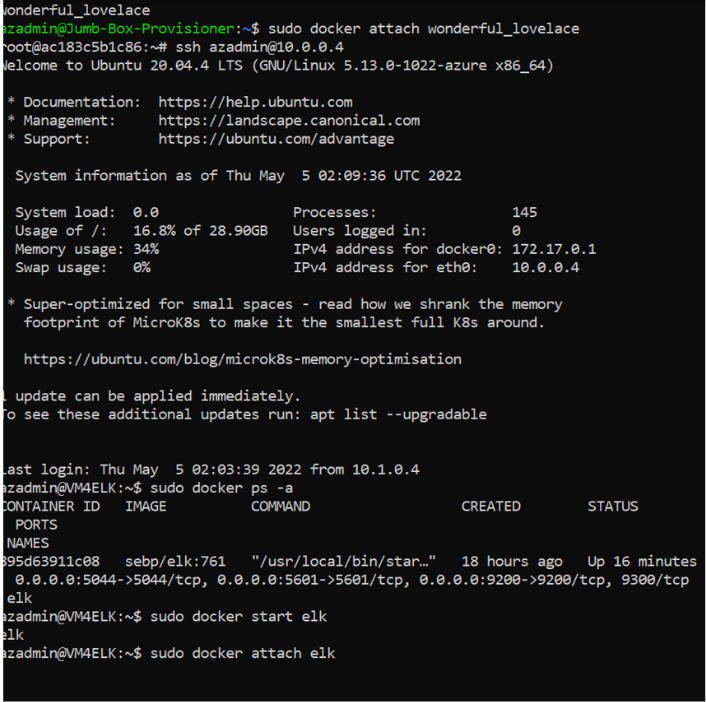 wonderful_lovelace
azadmin@Jumb-Box-Provisioner:~$ sudo docker attach wonderful_lovelace
root@ac183c5b1c86:~# ssh azadmin@10.0.0.4
Welcome to Ubuntu 20.04.4 LTS (GNU/Linux 5.13.0-1022-azure x86_64)
* Documentation:  https://help.ubuntu.com
* Management:     https://landscape.canonical.com
* Support:        https://ubuntu.com/advantage
System information as of Thu May  5 02:09:36 UTC 2022
System load:  0.0                Processes:                145
Usage of /:   16.8% of 28.90GB   Users logged in:          0
Memory usage: 34%                IPv4 address for docker0: 172.17.0.1
Swap usage:   0%                 IPv4 address for eth0:    10.0.0.4
* Super-optimized for small spaces - read how we shrank the memory
footprint of MicroK8s to make it the smallest full K8s around.
https://ubuntu.com/blog/microk8s-memory-optimisation
1 update can be applied immediately.
To see these additional updates run: apt list --upgradable
Last login: Thu May  5 02:03:39 2022 from 10.1.0.4
azadmin@VM4ELK:~$ sudo docker ps -a
CONTAINER ID   IMAGE          COMMAND                  CREATED        STATUS
PORTS
NAMES
895d63911c08   sebp/elk:761   "/usr/local/bin/star…"   18 hours ago   Up 16 minutes
0.0.0.0:5044->5044/tcp, 0.0.0.0:5601->5601/tcp, 0.0.0.0:9200->9200/tcp, 9300/tcp
elk
azadmin@VM4ELK:~$ sudo docker start elk
elk
azadmin@VM4ELK:~$ sudo docker attach elk